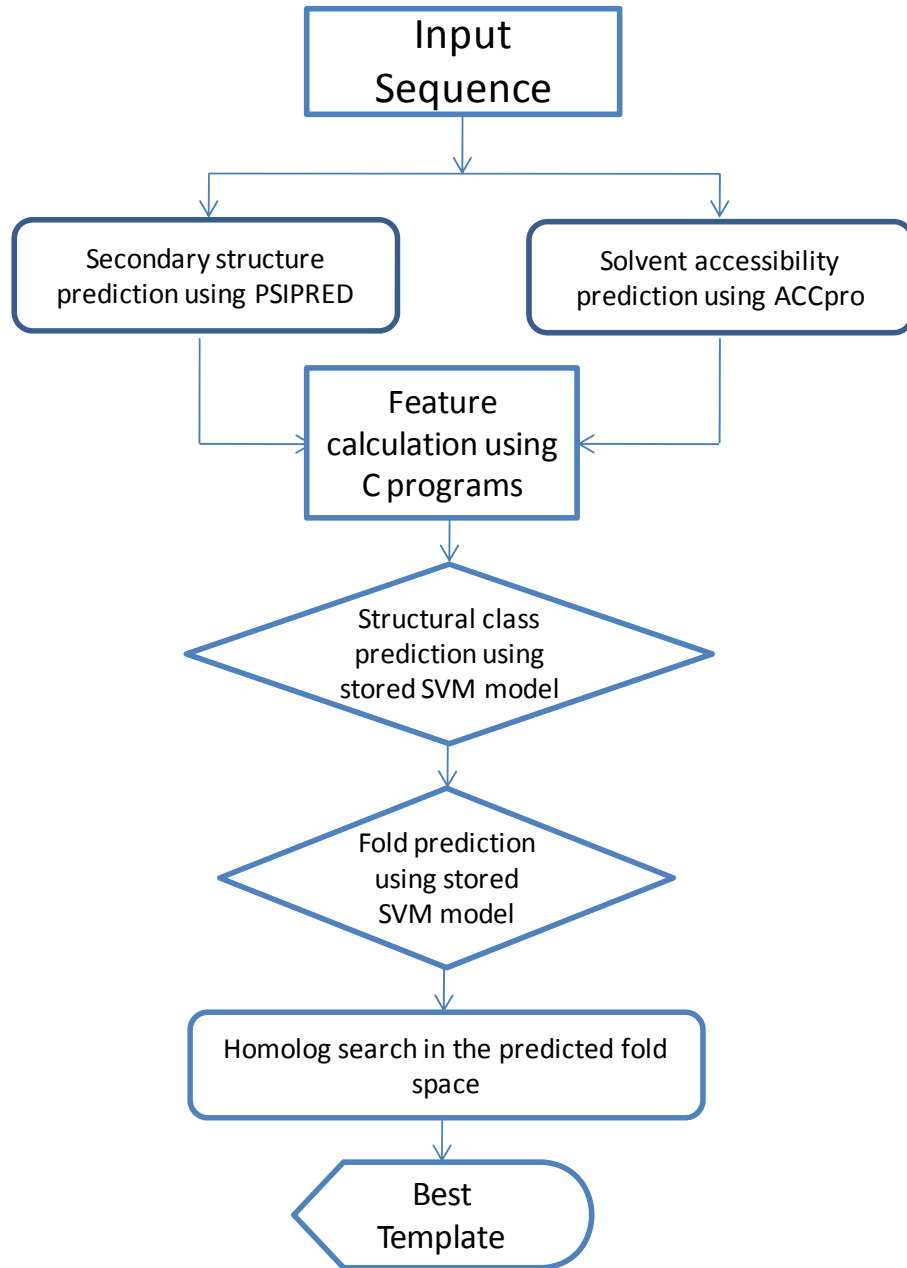 Input
Sequence
Secondary structure
prediction using PSIPRED
Solvent accessibility
prediction using ACCpro
Feature
calculation using
C programs
Structural class
prediction using
stored SVM model
Fold prediction
using stored
SVM model
Homolog search in the predicted fold
space
Best
Template